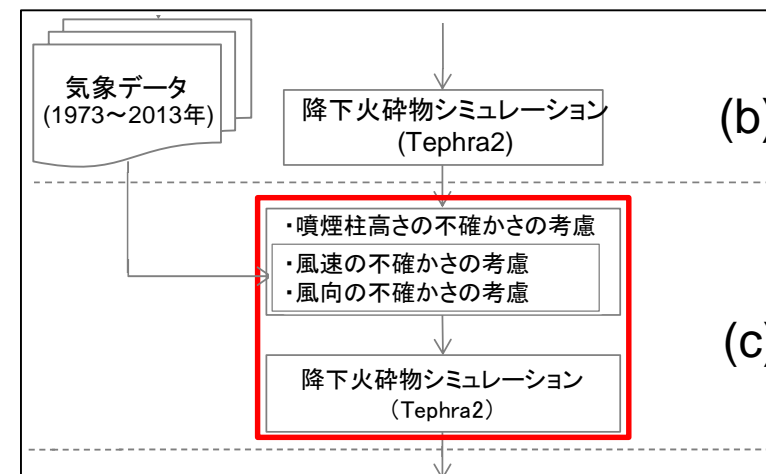 気象データ
(1973～2013年)
降下火砕物シミュレーション
(Tephra2)
(b)
・噴煙柱高さの不確かさの考慮
・風速の不確かさの考慮
・風向の不確かさの考慮
(c)
降下火砕物シミュレーション
（Tephra2）